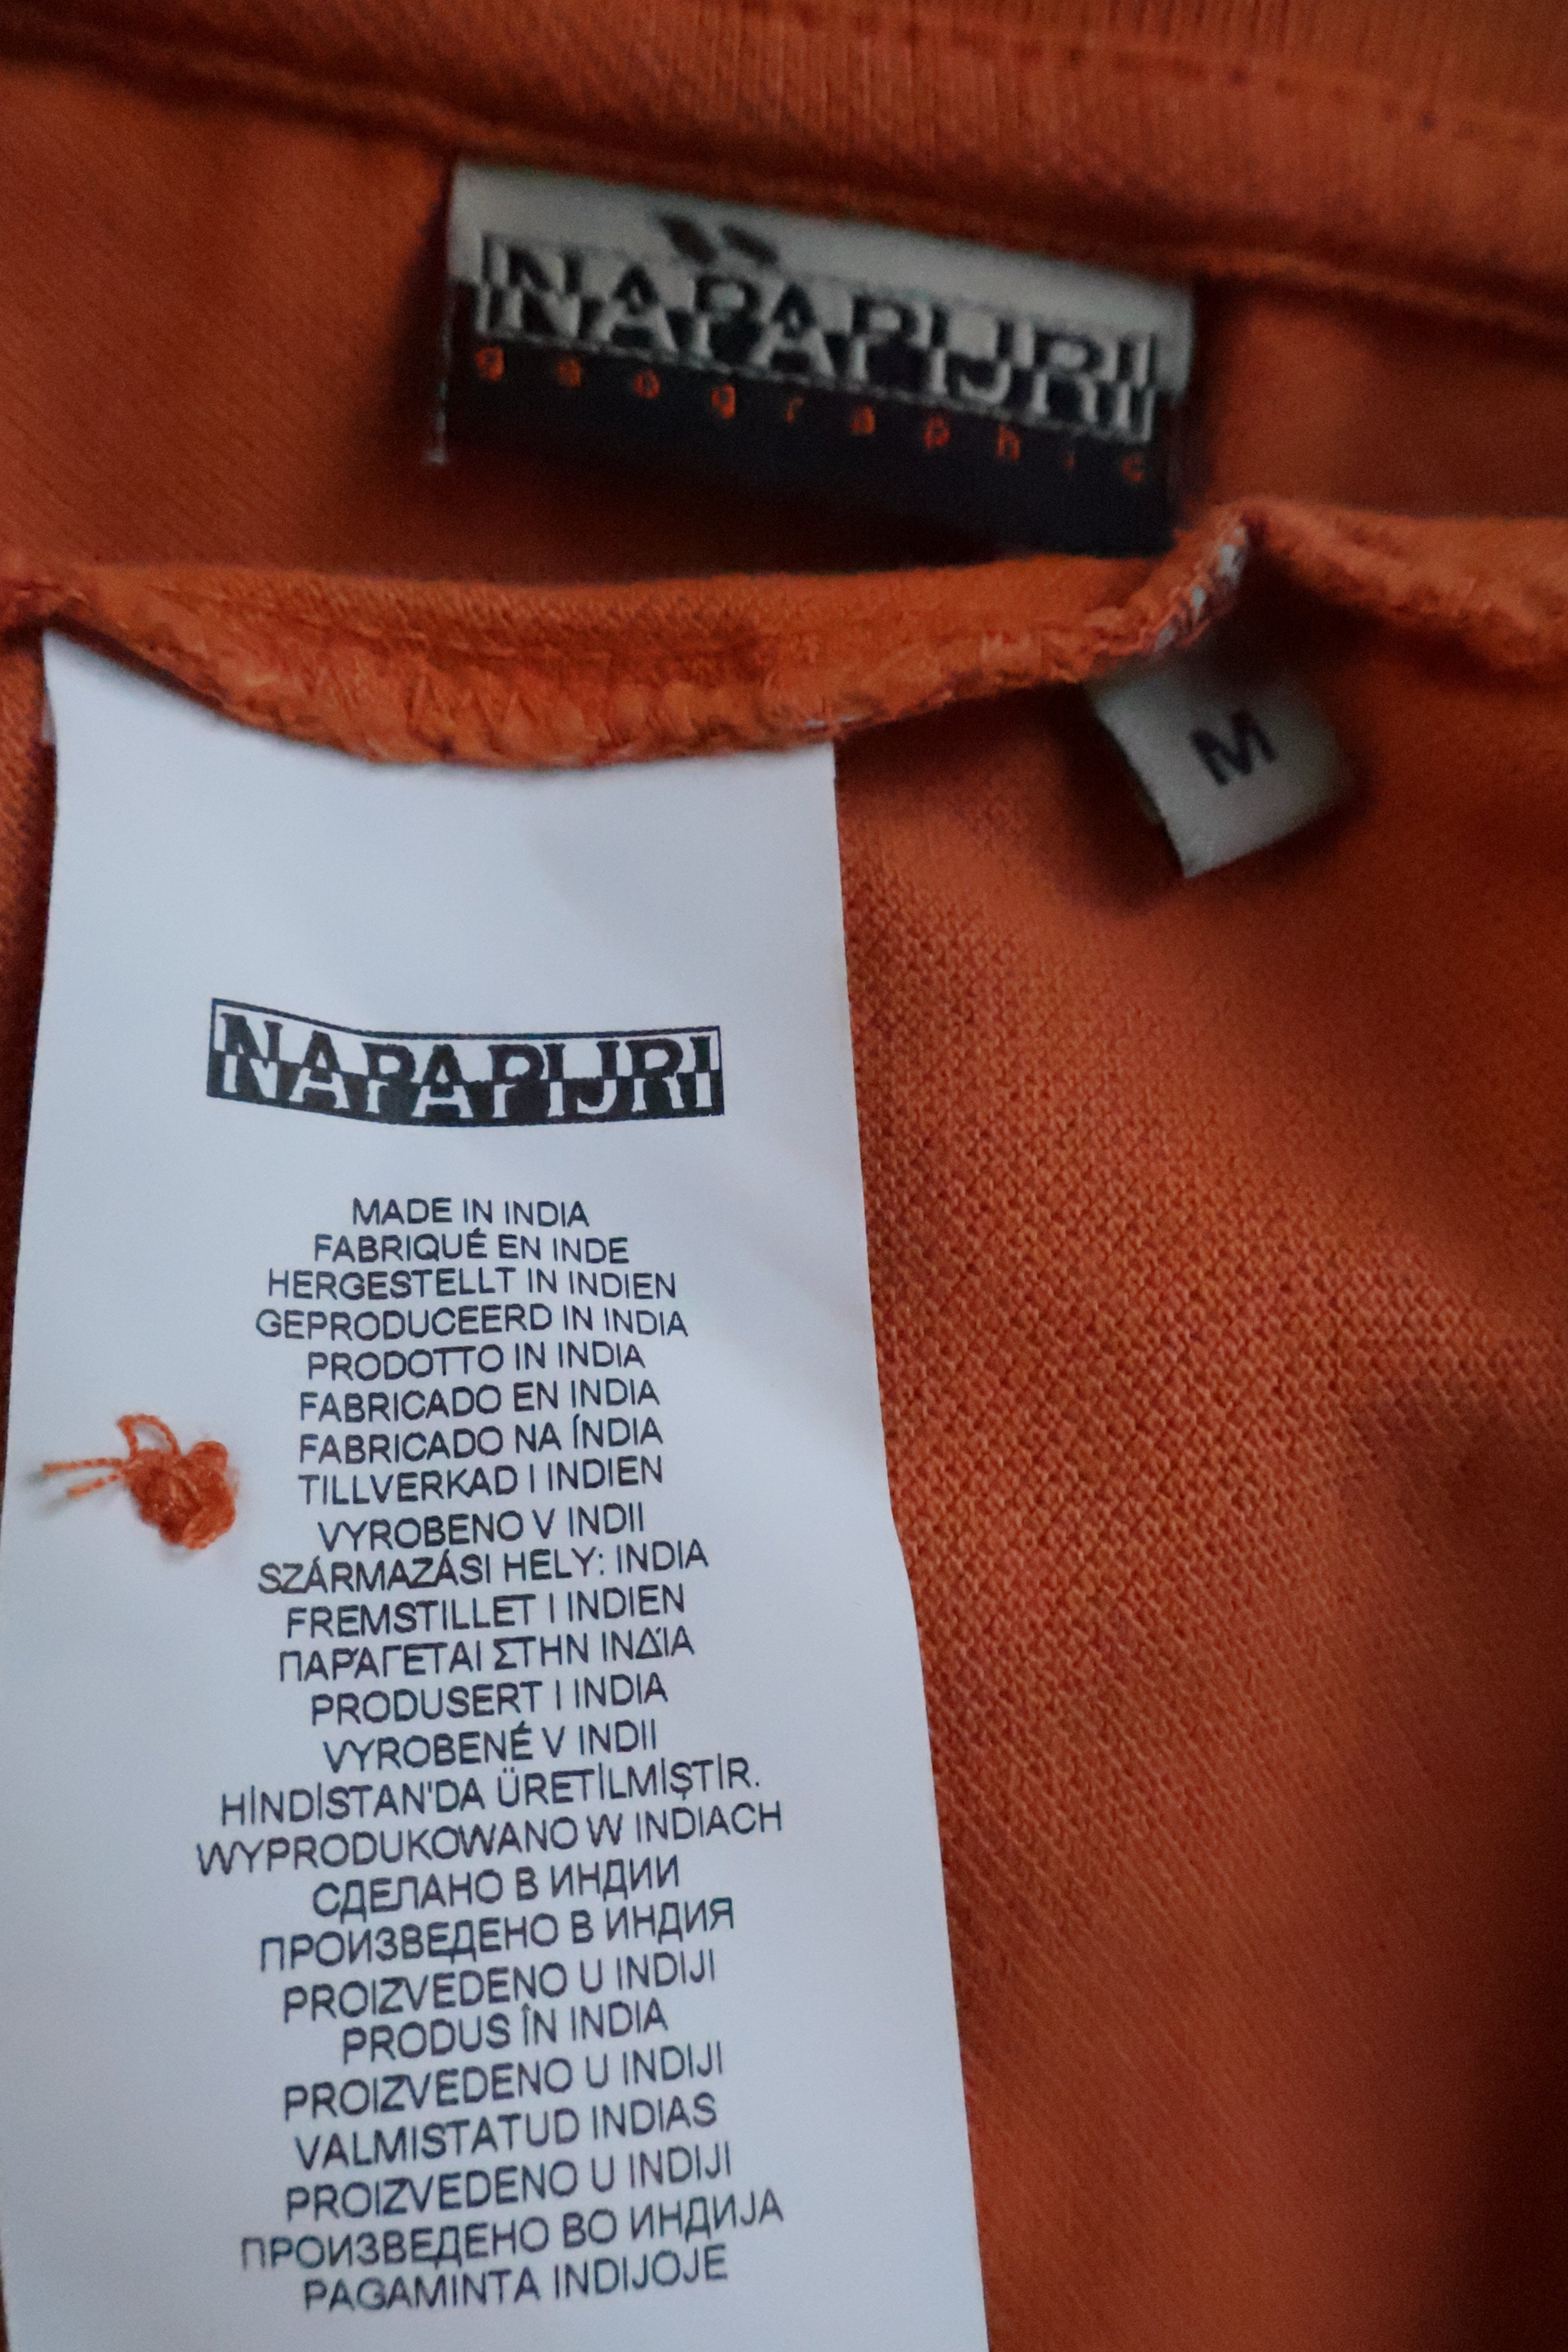 NAPAPIJRI
geographic
M
NAPAPIJRI
MADE IN INDIA
FABRIQUÉ EN INDE
HERGESTELLT IN INDIEN
GEPRODUCEERD IN INDIA
PRODOTTO IN INDIA
FABRICADO EN INDIA
FABRICADO NA ÍNDIA
TILLVERKAD I INDIEN
VYROBENO V INDII
SZÁRMAZÁSI HELY: INDIA
FREMSTILLET I INDIEN
ΠΑΡΆΓΕΤΑΙ ΣΤΗΝ ΙΝΔΊΑ
PRODUSERT I INDIA
VYROBENÉ V INDII
HİNDİSTAN'DA ÜRETİLMİŞTİR.
WYPRODUKOWANO W INDIACH
СДЕЛАНО В ИНДИИ
ПРОИЗВЕДЕНО В ИНДИЯ
PROIZVEDENO U INDIJI
PRODUS ÎN INDIA
PROIZVEDENO U INDIJI
VALMISTATUD INDIAS
PROIZVEDENO U INDIJI
ПРОИЗВЕДЕНО ВО ИНДИЈА
PAGAMINTA INDIJOJE